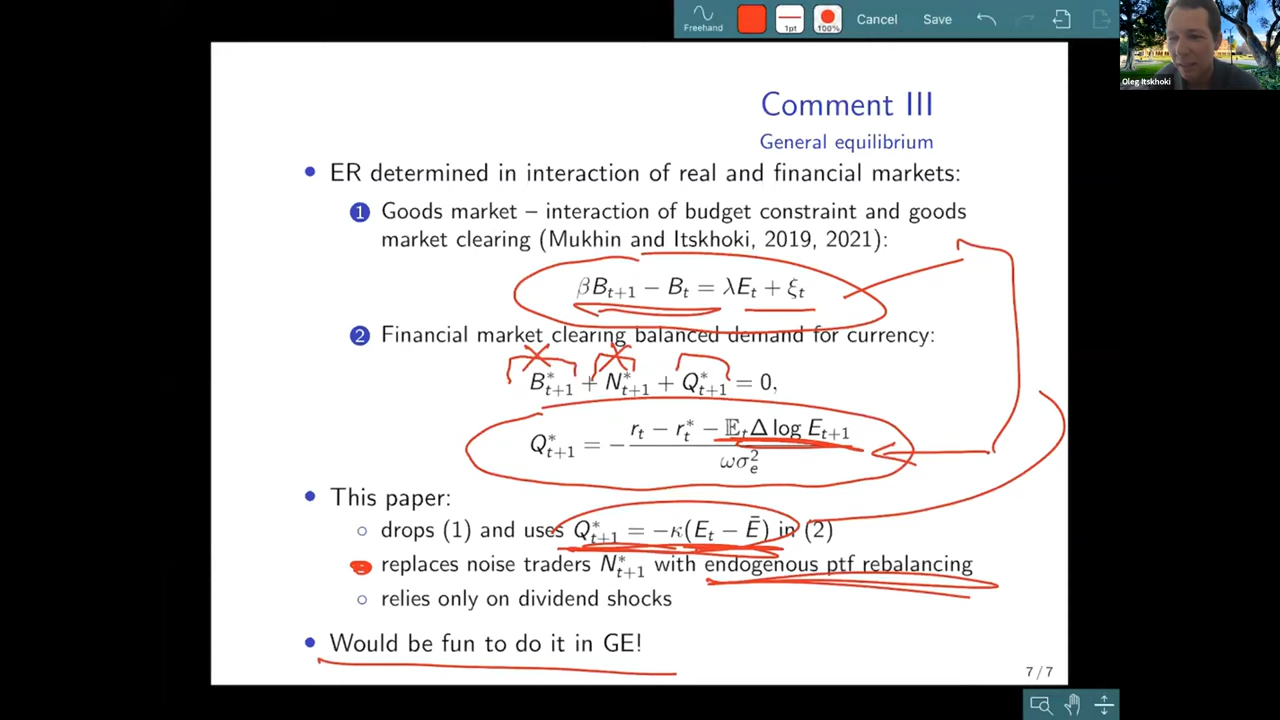 Freehand
1pt
100%
Cancel
Save
Oleg Itskhoki
Comment III
General equilibrium
• ER determined in interaction of real and financial markets:
1 Goods market – interaction of budget constraint and goods
market clearing (Mukhin and Itskhoki, 2019, 2021):
βB_{t+1} − B_t = λE_t + ξ_t
2 Financial market clearing balanced demand for currency:
B*_{t+1} + N*_{t+1} + Q*_{t+1} = 0,
Q*_{t+1} = − \frac{r_t − r*_t − 𝔼_t Δ log E_{t+1}}{ωσ²_e}
• This paper:
◦ drops (1) and uses Q*_{t+1} = −κ(E_t − Ē) in (2)
replaces noise traders N*_{t+1} with endogenous ptf rebalancing
◦ relies only on dividend shocks
• Would be fun to do it in GE!
7 / 7